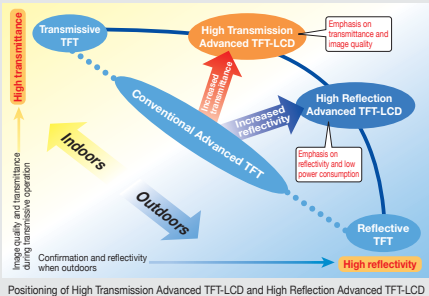 Transmissive
TFT
High Transmission
Advanced TFT-LCD
Emphasis on
transmittance and
image quality
High transmittance
Increased
transmittance
Conventional Advanced TFT
Increased
reflectivity
High Reflection
Advanced TFT-LCD
Emphasis on
reflectivity and low
power consumption
Indoors
Outdoors
Image quality and transmittance
during transmissive operation
Reflective
TFT
Confirmation and reflectivity
when outdoors
High reflectivity
Positioning of High Transmission Advanced TFT-LCD and High Reflection Advanced TFT-LCD